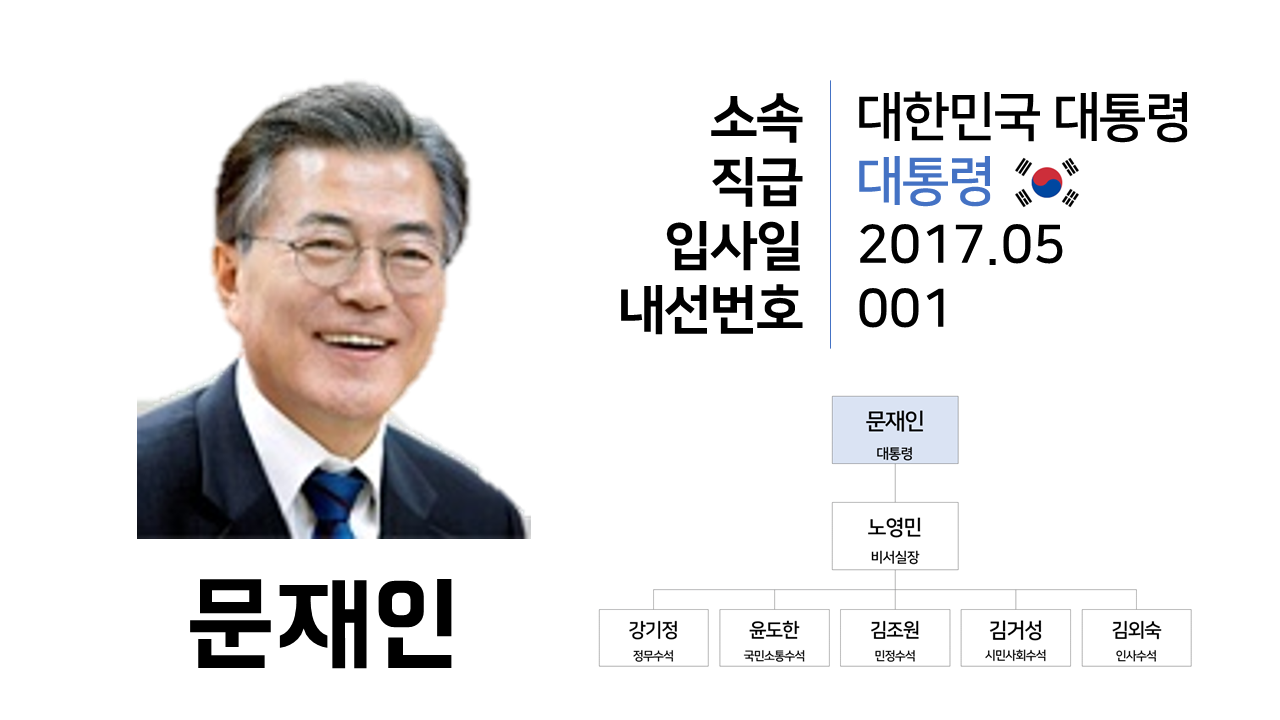 소속 대한민국 대통령
직급 대통령
입사일 2017.05
내선번호 001
문재인
대통령
노영민
비서실장
강기정 윤도한 김조원 김거성 김외숙
정무수석 국민소통수석 민정수석 시민사회수석 인사수석
문재인